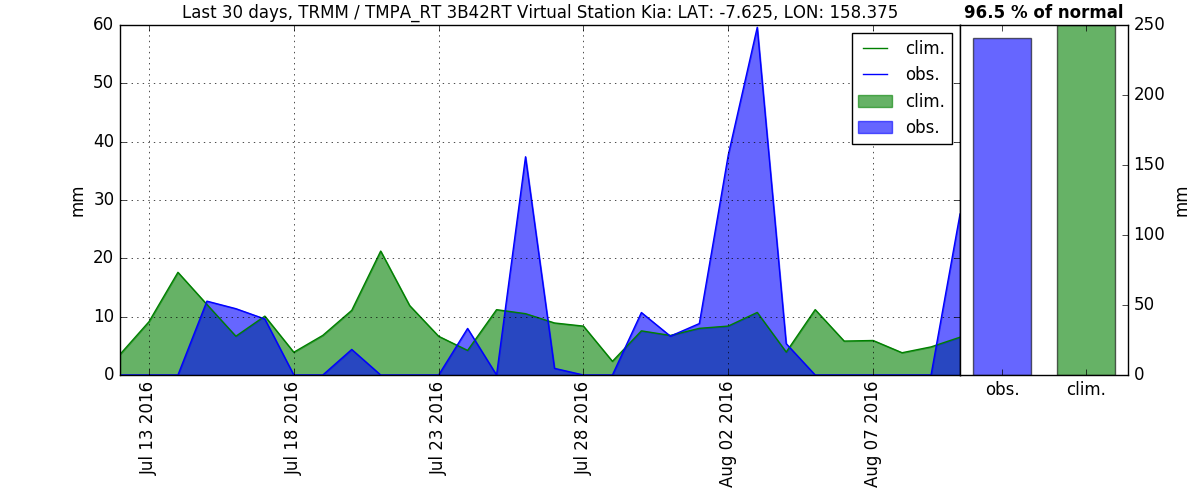 Last 30 days, TRMM / TMPA_RT 3B42RT Virtual Station Kia: LAT: -7.625, LON: 158.375
96.5 % of normal
60
50
40
30
20
10
0
mm
clim.
obs.
clim.
obs.
250
200
150
100
50
0
mm
obs.
clim.
Jul 13 2016
Jul 18 2016
Jul 23 2016
Jul 28 2016
Aug 02 2016
Aug 07 2016